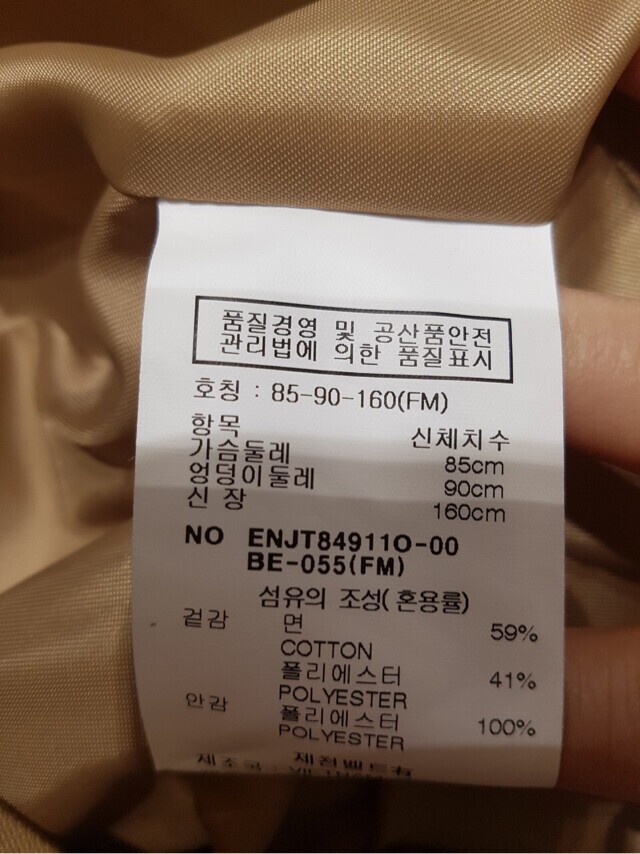 품질경영 및 공산품안전
관리법에 의한 품질표시
호칭 : 85-90-160(FM)
항목 신체치수
가슴둘레 85cm
엉덩이둘레 90cm
신 장 160cm
NO ENJT84911O-00
BE-055(FM)
섬유의 조성( 혼용률)
겉감 면 59%
COTTON
폴리에스터 41%
POLYESTER
안감 폴리에스터 100%
POLYESTER